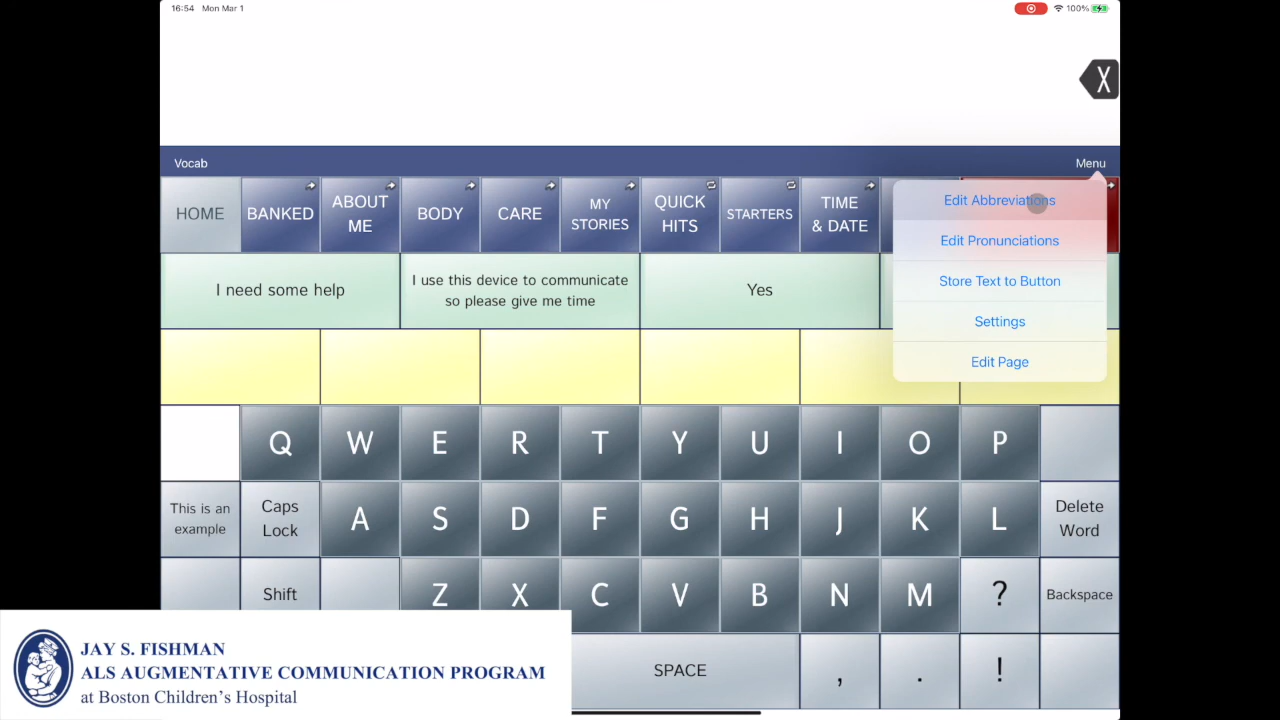 16:54 Mon Mar 1
100%
X
Vocab
Menu
HOME
BANKED
ABOUT
ME
BODY
CARE
MY
STORIES
QUICK
HITS
STARTERS
TIME
& DATE
Edit Abbreviations
Edit Pronunciations
Store Text to Button
Settings
Edit Page
I need some help
I use this device to communicate
so please give me time
Yes
Q W E R T Y U I O P
This is an
example
Caps
Lock
A S D F G H J K L
Delete
Word
Shift
Z X C V B N M ?
Backspace
SPACE
, . !
JAY S. FISHMAN
ALS AUGMENTATIVE COMMUNICATION PROGRAM
at Boston Children's Hospital